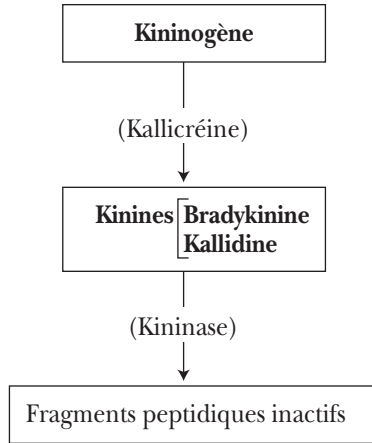 Kininogène
(Kallicréine)
Kinines Bradykinine
Kallidine
(Kininase)
Fragments peptidiques inactifs